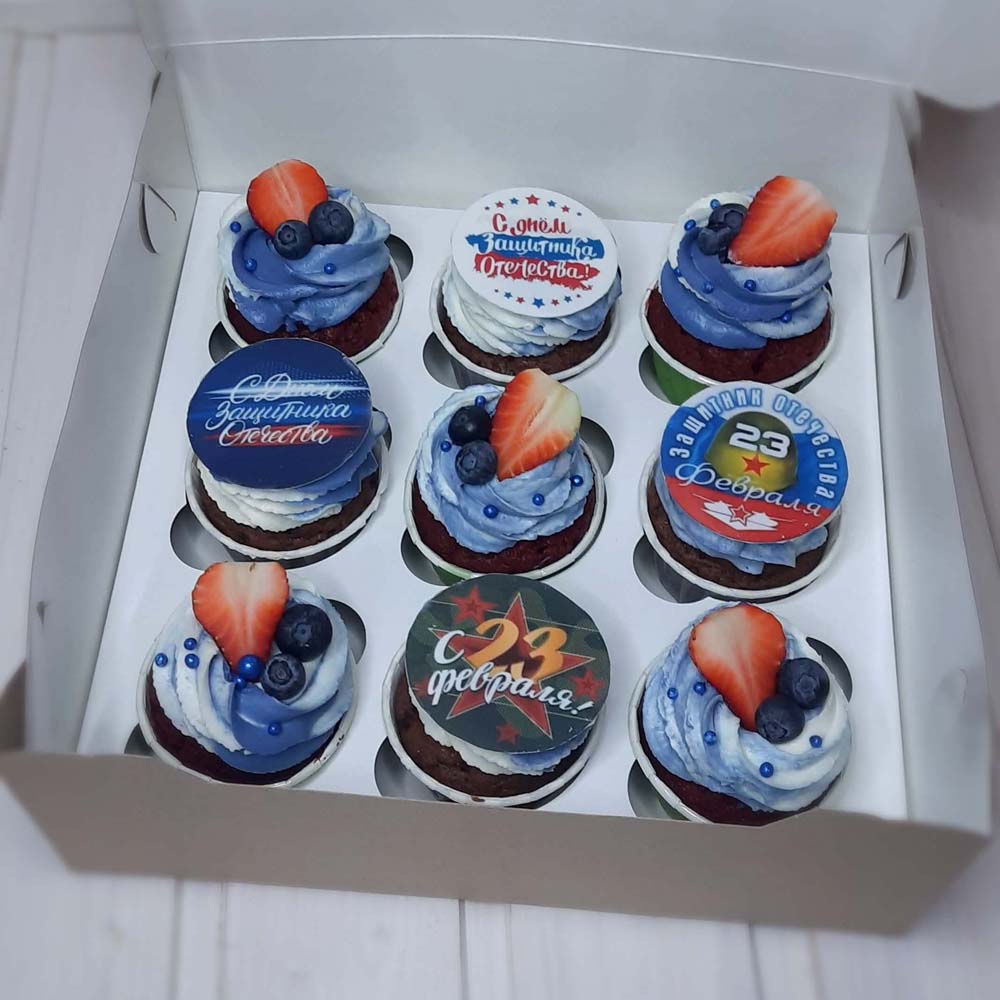 С днём
Защитника
Отечества!
С Днём
Защитника
Отечества
Защитник отечества
23
Февраля
С 23
февраля!